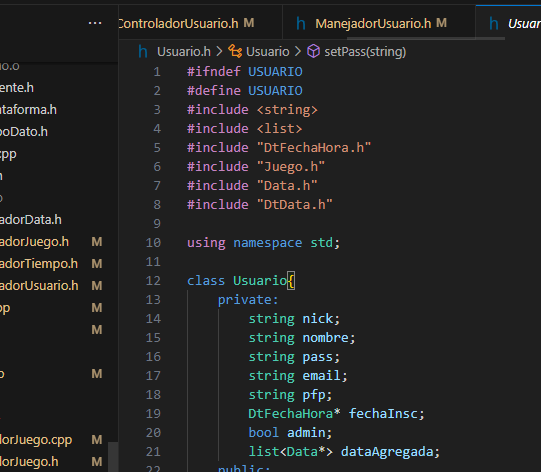 ...
ControladorUsuario.h M
ManejadorUsuario.h M
Usuar
Usuario.h > Usuario > setPass(string)
io.o
ente.h
ataforma.h
poDato.h
cpp
h
o
adorData.h
adorJuego.h M
adorTiempo.h M
adorUsuario.h M
pp M
M
o M
M
dorJuego.cpp M
dorJuego.h M
1 #ifndef USUARIO
2 #define USUARIO
3 #include <string>
4 #include <list>
5 #include "DtFechaHora.h"
6 #include "Juego.h"
7 #include "Data.h"
8 #include "DtData.h"
9
10 using namespace std;
11
12 class Usuario{
13     private:
14         string nick;
15         string nombre;
16         string pass;
17         string email;
18         string pfp;
19         DtFechaHora* fechaInsc;
20         bool admin;
21         list<Data*> dataAgregada;
22     public: